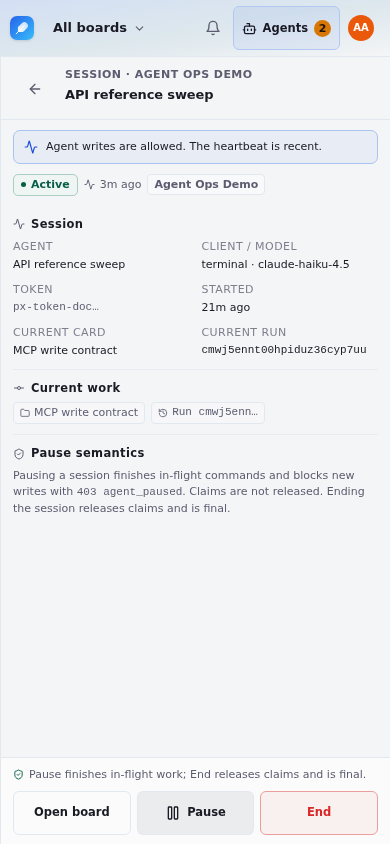 All boards
Agents 2
AA
SESSION · AGENT OPS DEMO
API reference sweep
Agent writes are allowed. The heartbeat is recent.
Active 3m ago Agent Ops Demo
Session
AGENT CLIENT / MODEL
API reference sweep terminal · claude-haiku-4.5
TOKEN STARTED
px-token-doc… 21m ago
CURRENT CARD CURRENT RUN
MCP write contract cmwj5ennt00hpiduz36cyp7uu
Current work
MCP write contract Run cmwj5enn…
Pause semantics
Pausing a session finishes in-flight commands and blocks new
writes with 403 agent_paused. Claims are not released. Ending
the session releases claims and is final.
Pause finishes in-flight work; End releases claims and is final.
Open board Pause End